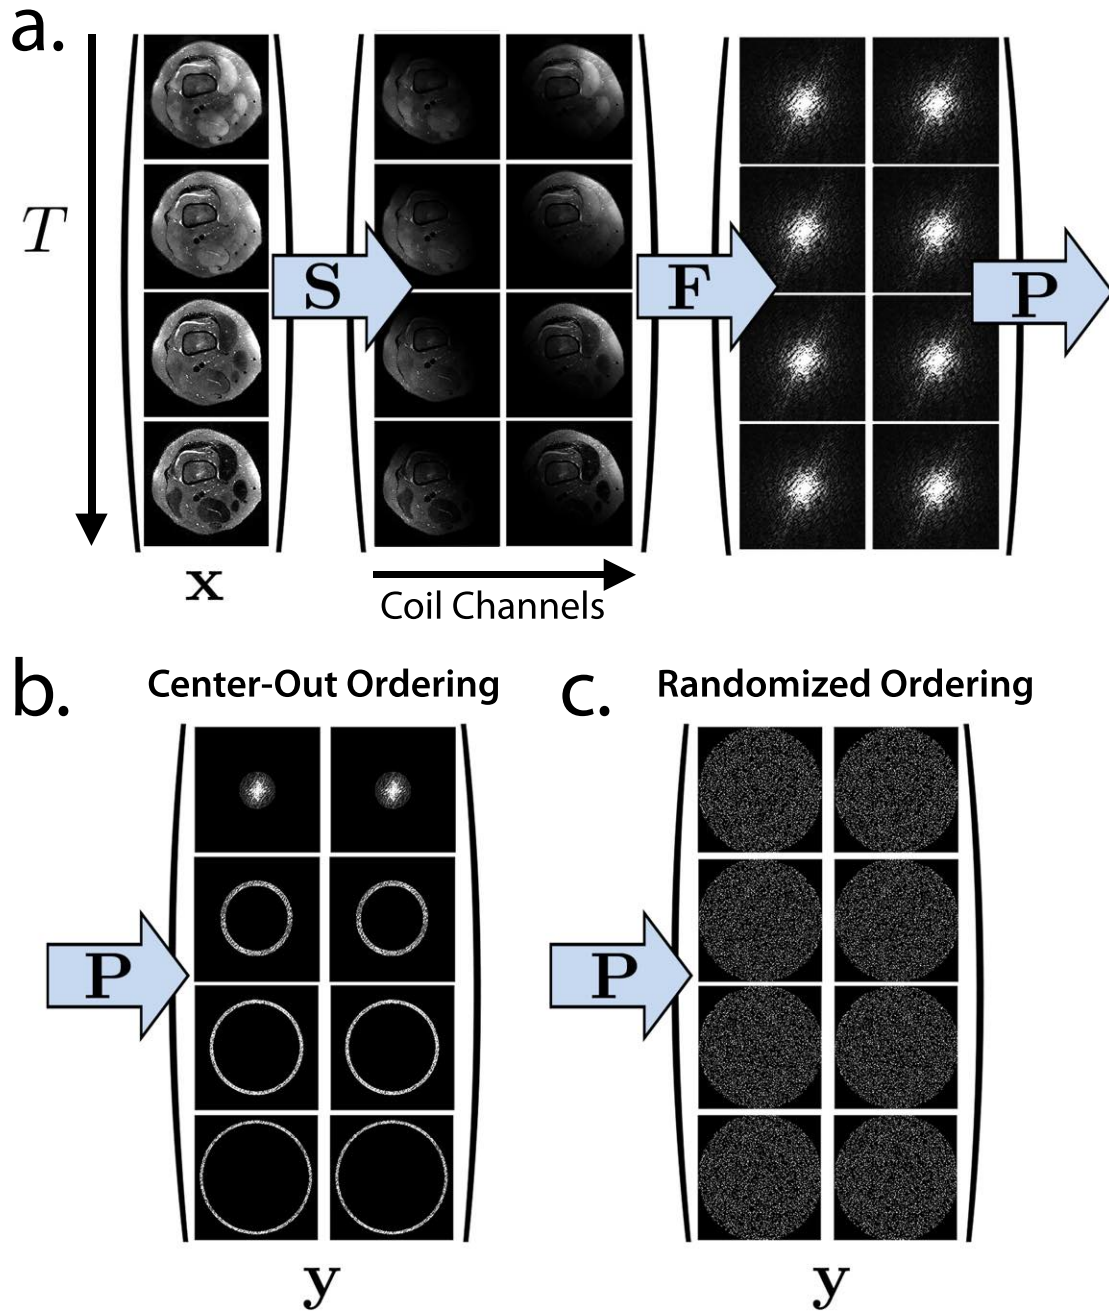 a.
T
S
F
P
x
Coil Channels
b.
Center-Out Ordering
c.
Randomized Ordering
P
P
y
y